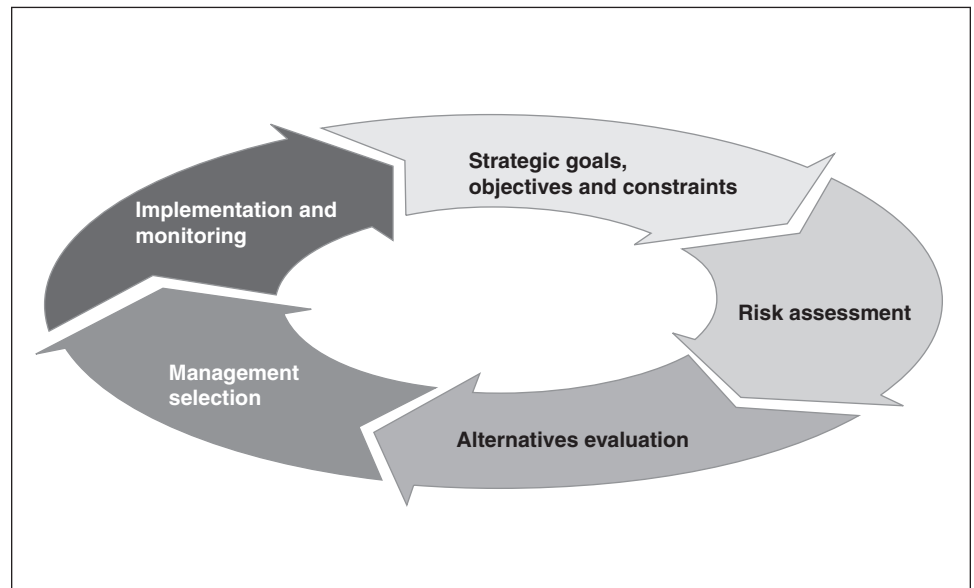 Strategic goals,
objectives and constraints
Risk assessment
Alternatives evaluation
Management
selection
Implementation and
monitoring